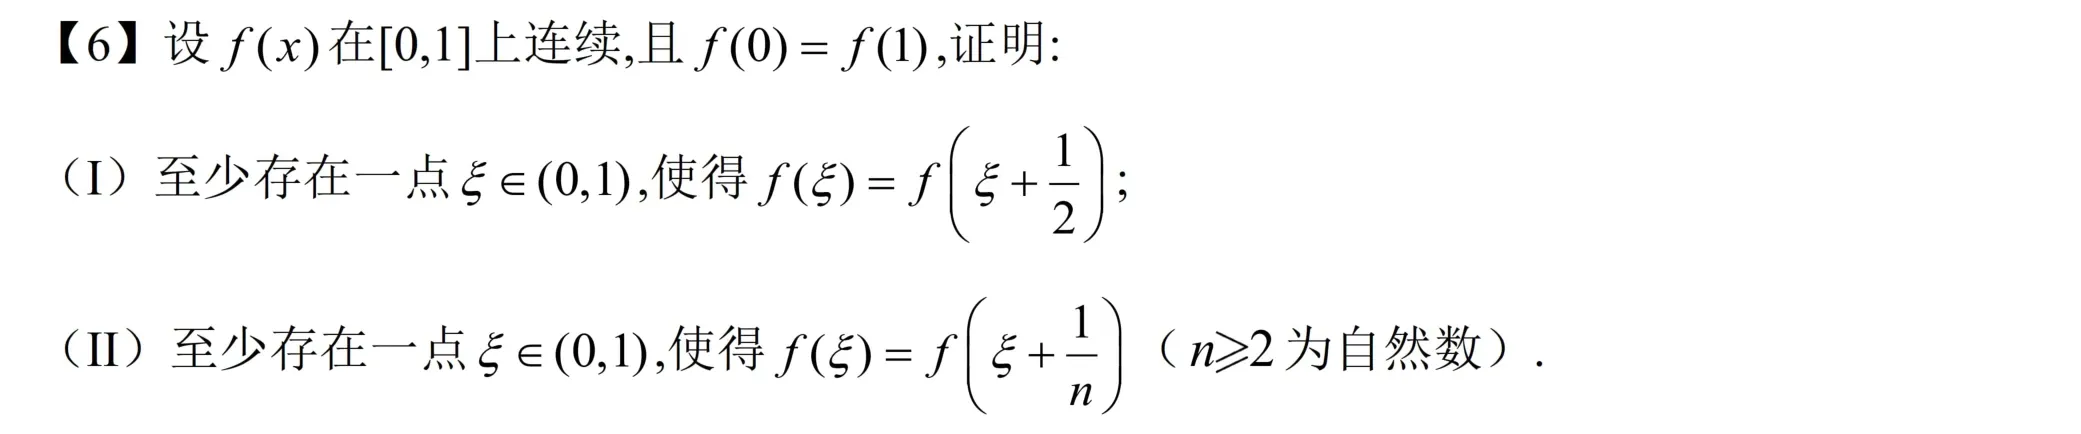 【6】设 f(x) 在[0,1]上连续,且 f(0) = f(1),证明:
（I）至少存在一点 ξ∈(0,1),使得 f(ξ) = f(ξ + 1/2);
（II）至少存在一点 ξ∈(0,1),使得 f(ξ) = f(ξ + 1/n)（n⩾2 为自然数）.